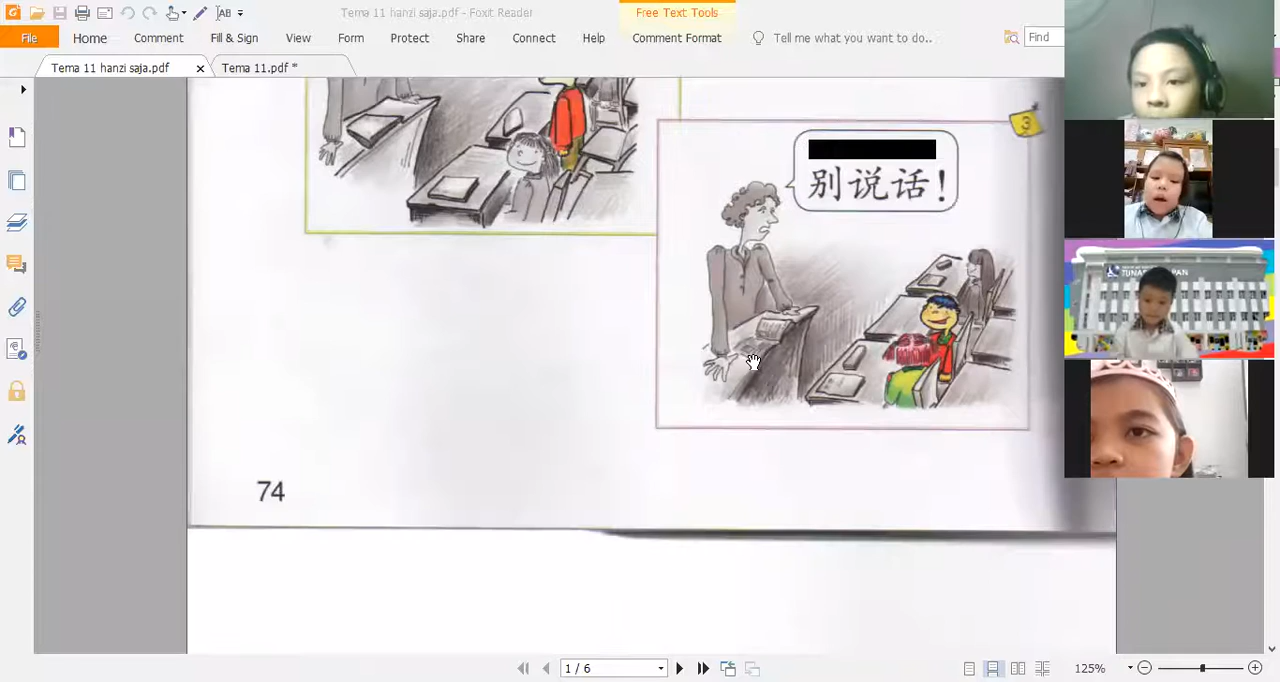 Tema 11 hanzi saja.pdf - Foxit Reader
Free Text Tools
File Home Comment Fill & Sign View Form Protect Share Connect Help Comment Format Tell me what you want to do.. Find
Tema 11 hanzi saja.pdf
Tema 11.pdf *
3
别说话!
74
1 / 6
125%